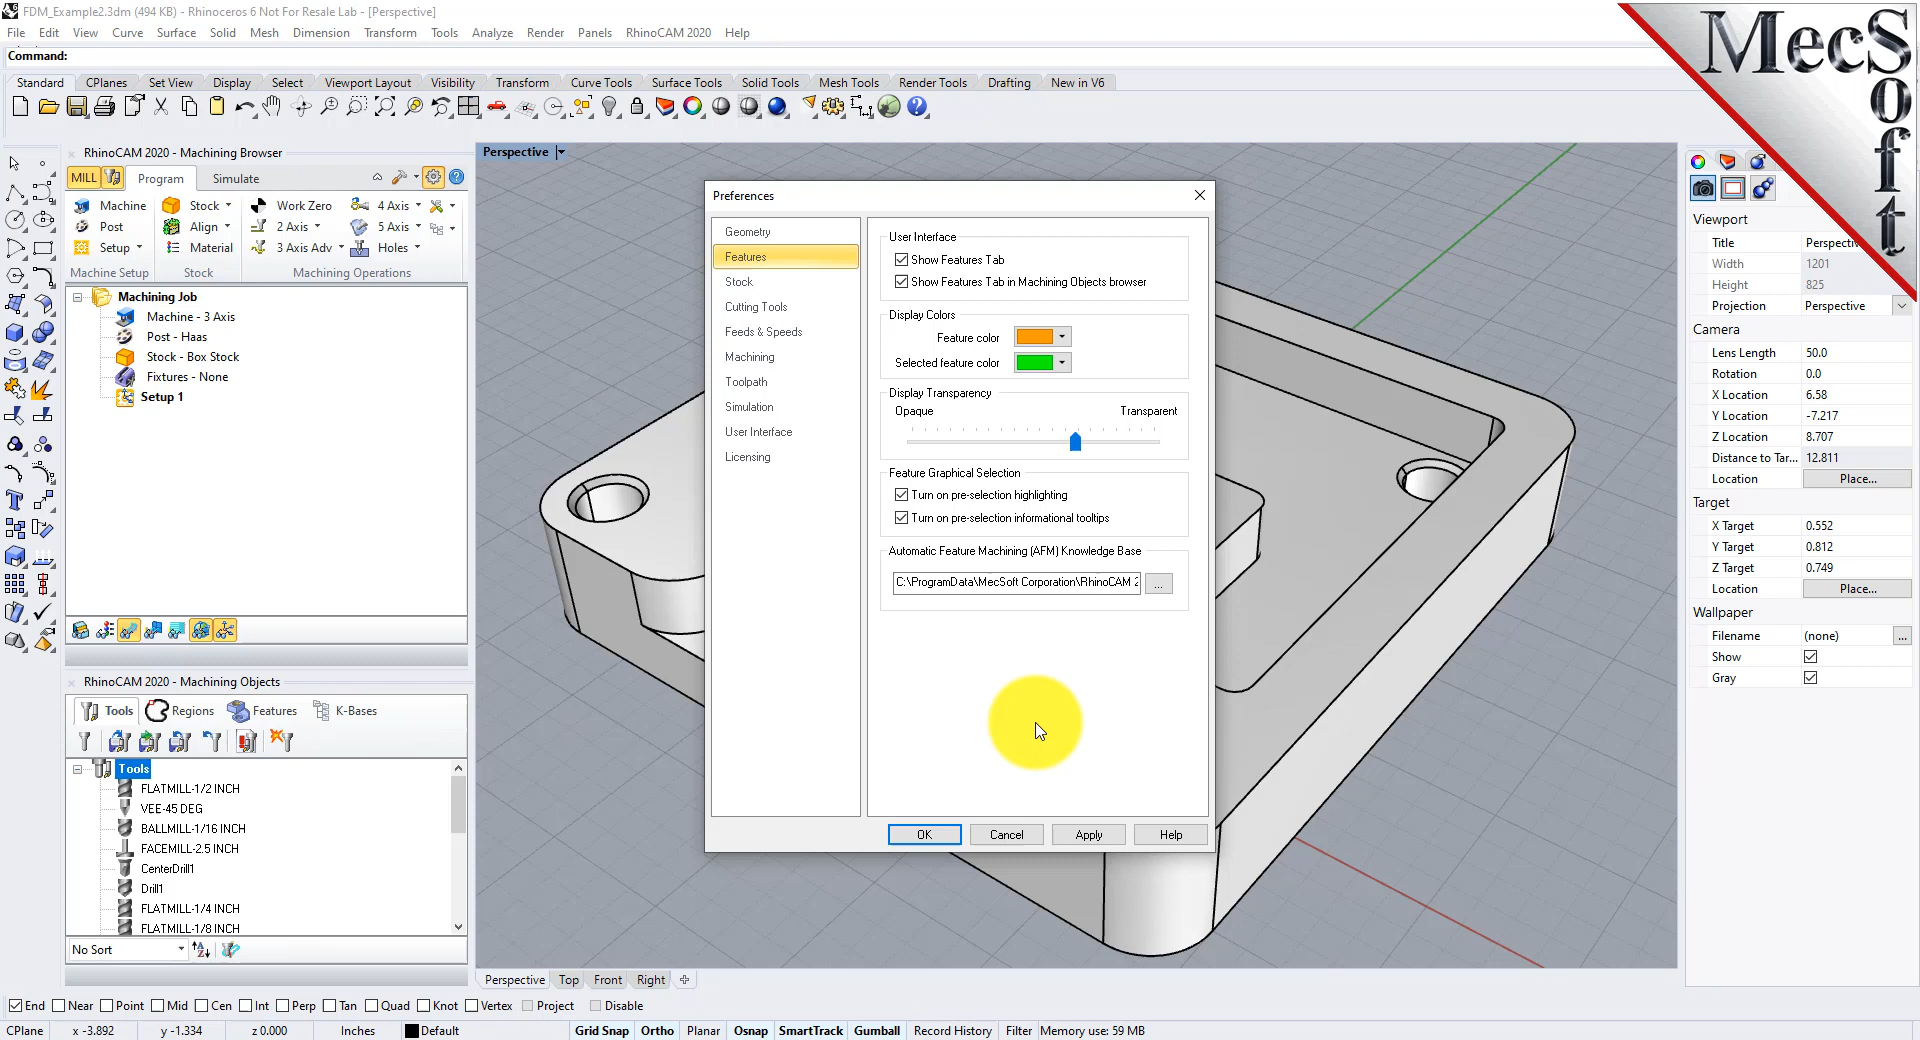 FDM_Example2.3dm (494 KB) - Rhinoceros 6 Not For Resale Lab - [Perspective]
File Edit View Curve Surface Solid Mesh Dimension Transform Tools Analyze Render Panels RhinoCAM 2020 Help
Command:
Standard CPlanes Set View Display Select Viewport Layout Visibility Transform Curve Tools Surface Tools Solid Tools Mesh Tools Render Tools Drafting New in V6
MecSoft
RhinoCAM 2020 - Machining Browser
MILL Program Simulate
Machine Stock Work Zero 4 Axis
Post Align 2 Axis 5 Axis
Setup Material 3 Axis Adv Holes
Machine Setup Stock Machining Operations
Machining Job
Machine - 3 Axis
Post - Haas
Stock - Box Stock
Fixtures - None
Setup 1
RhinoCAM 2020 - Machining Objects
Tools Regions Features K-Bases
Tools
FLATMILL-1/2 INCH
VEE-45 DEG
BALLMILL-1/16 INCH
FACEMILL-2.5 INCH
CenterDrill1
Drill1
FLATMILL-1/4 INCH
FLATMILL-1/8 INCH
No Sort
Perspective
Preferences
Geometry
Features
Stock
Cutting Tools
Feeds & Speeds
Machining
Toolpath
Simulation
User Interface
Licensing
User Interface
Show Features Tab
Show Features Tab in Machining Objects browser
Display Colors
Feature color
Selected feature color
Display Transparency
Opaque Transparent
Feature Graphical Selection
Turn on pre-selection highlighting
Turn on pre-selection informational tooltips
Automatic Feature Machining (AFM) Knowledge Base
C:\ProgramData\MecSoft Corporation\RhinoCAM 2
...
OK Cancel Apply Help
Viewport
Title Perspectiv
Width 1201
Height 825
Projection Perspective
Camera
Lens Length 50.0
Rotation 0.0
X Location 6.58
Y Location -7.217
Z Location 8.707
Distance to Tar... 12.811
Location Place...
Target
X Target 0.552
Y Target 0.812
Z Target 0.749
Location Place...
Wallpaper
Filename (none) ...
Show
Gray
Perspective Top Front Right
End Near Point Mid Cen Int Perp Tan Quad Knot Vertex Project Disable
CPlane x -3.892 y -1.334 z 0.000 Inches Default Grid Snap Ortho Planar Osnap SmartTrack Gumball Record History Filter Memory use: 59 MB